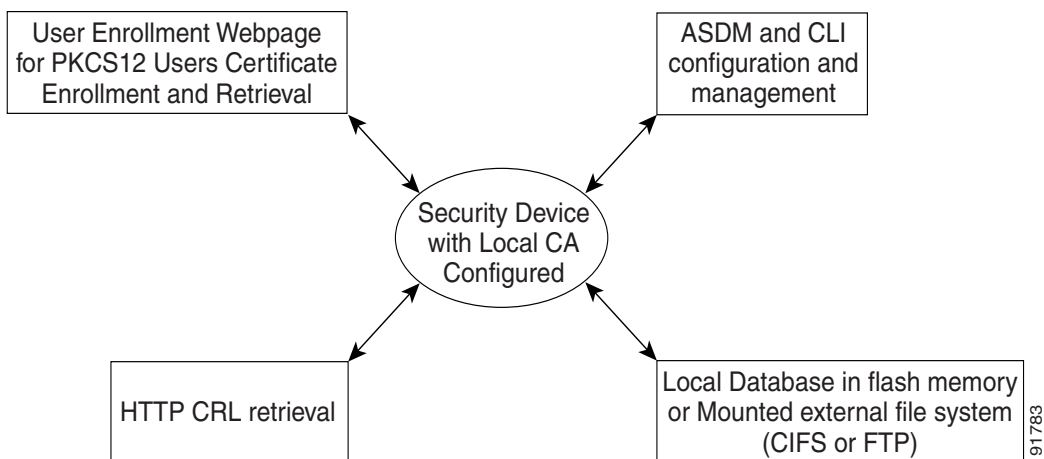 User Enrollment Webpage
for PKCS12 Users Certificate
Enrollment and Retrieval
ASDM and CLI
configuration and
management
Security Device
with Local CA
Configured
HTTP CRL retrieval
Local Database in flash memory
or Mounted external file system
(CIFS or FTP)
91783